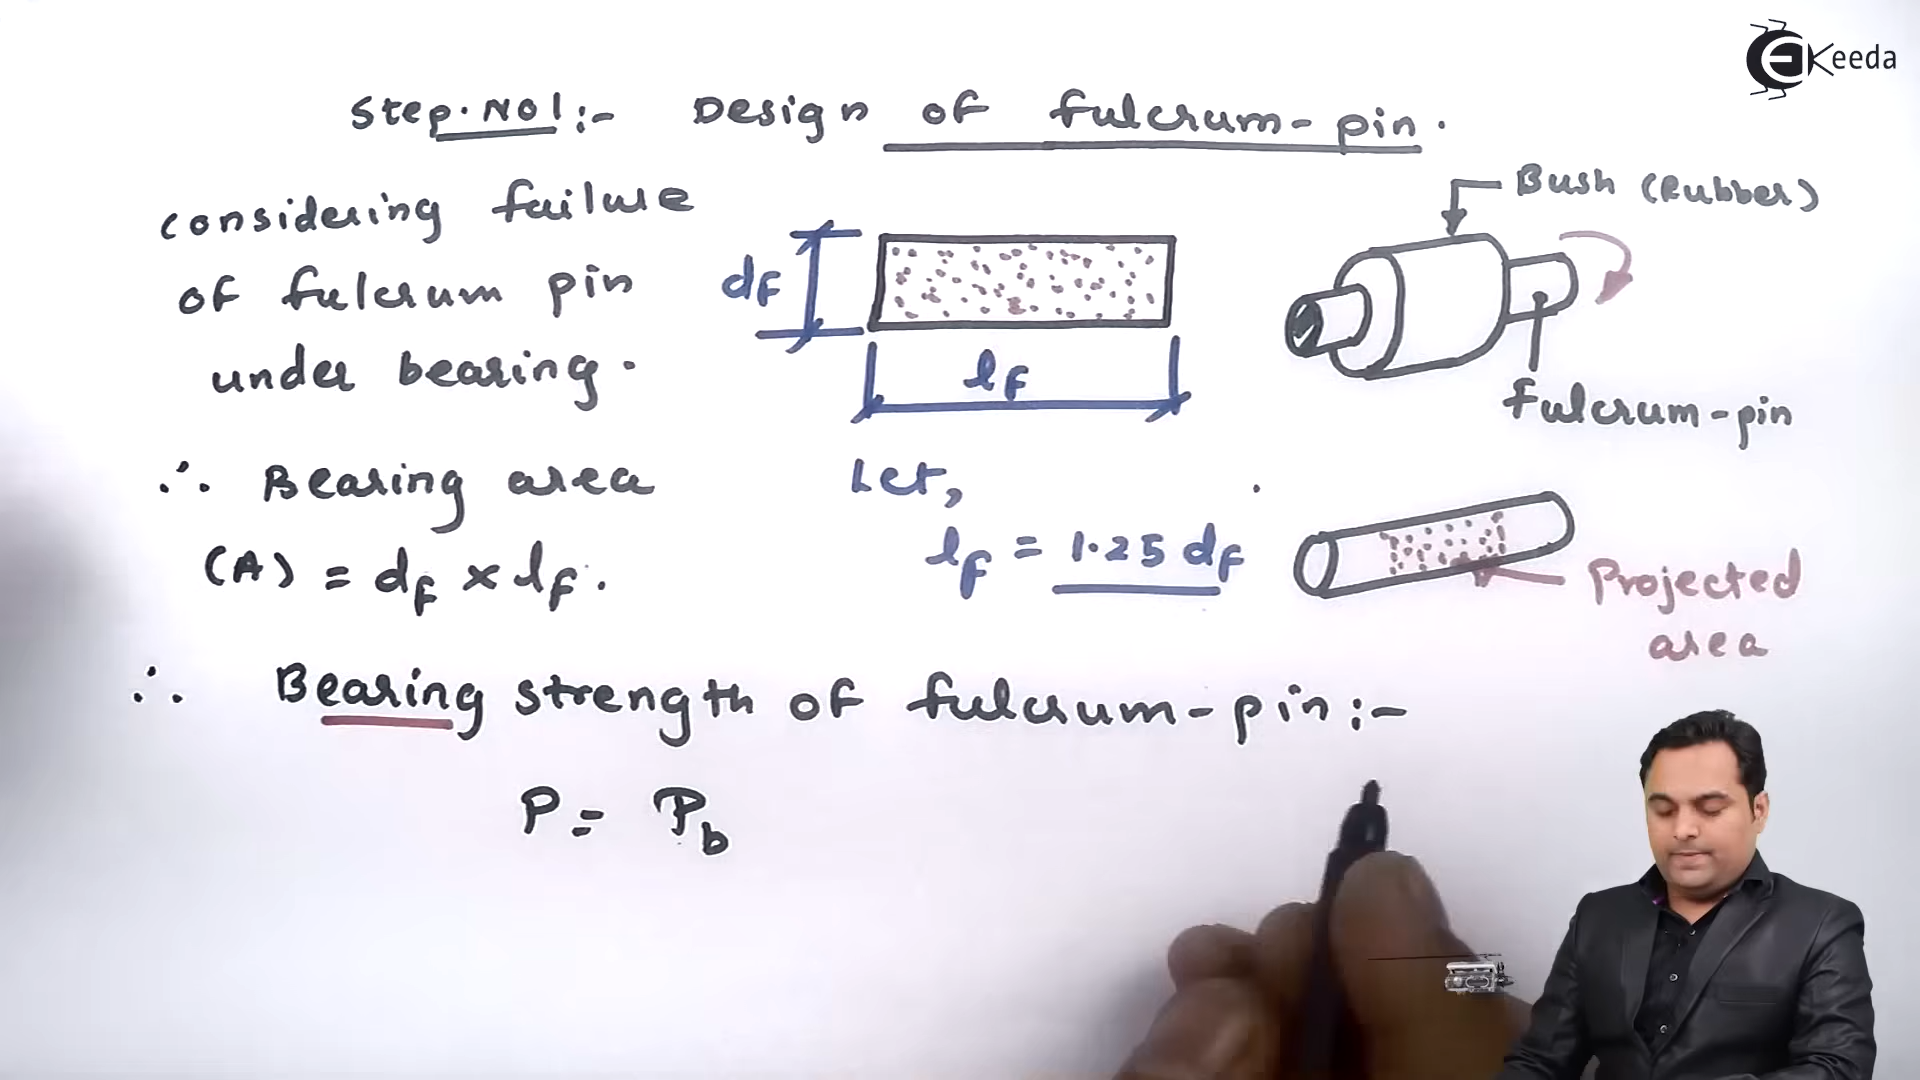 EKeeda
Step.No1:- Design of fulcrum-pin.
considering failure
of fulcrum pin
under bearing.
∴ Bearing area
(A) = df × lf.
df
lf
Let,
lf = 1.25 df
Bush (Rubber)
fulcrum-pin
Projected
area
∴ Bearing strength of fulcrum-pin:-
P = Pb